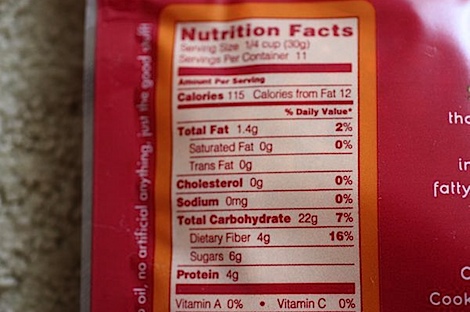 Nutrition Facts
Serving Size 1/4 cup (30g)
Servings Per Container 11
Amount Per Serving
Calories 115 Calories from Fat 12
% Daily Value*
Total Fat 1.4g 2%
Saturated Fat 0g 0%
Trans Fat 0g
Cholesterol 0g 0%
Sodium 0mg 0%
Total Carbohydrate 22g 7%
Dietary Fiber 4g 16%
Sugars 6g
Protein 4g
Vitamin A 0% • Vitamin C 0%
oil, no artificial anything, just the good stuff!
tho
in
fatty
C
Cook